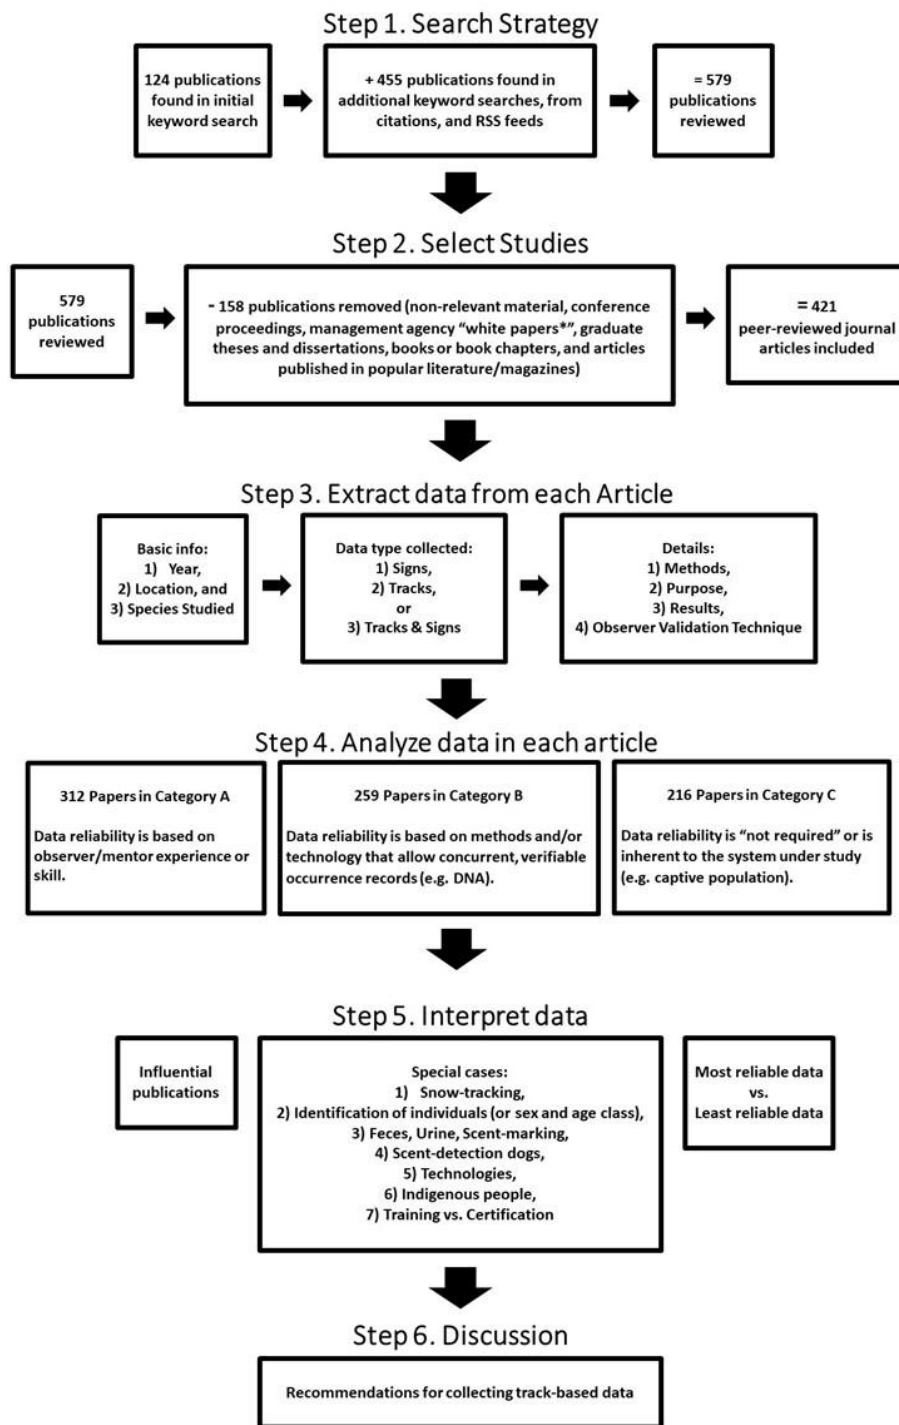 Step 1. Search Strategy
124 publications
found in initial
keyword search
+ 455 publications found in
additional keyword searches, from
citations, and RSS feeds
= 579
publications
reviewed
Step 2. Select Studies
579
publications
reviewed
- 158 publications removed (non-relevant material, conference
proceedings, management agency “white papers*”, graduate
theses and dissertations, books or book chapters, and articles
published in popular literature/magazines)
= 421
peer-reviewed journal
articles included
Step 3. Extract data from each Article
Basic info:
1) Year,
2) Location, and
3) Species Studied
Data type collected:
1) Signs,
2) Tracks,
or
3) Tracks & Signs
Details:
1) Methods,
2) Purpose,
3) Results,
4) Observer Validation Technique
Step 4. Analyze data in each article
312 Papers in Category A
Data reliability is based on
observer/mentor experience or
skill.
259 Papers in Category B
Data reliability is based on methods and/or
technology that allow concurrent, verifiable
occurrence records (e.g. DNA).
216 Papers in Category C
Data reliability is “not required” or is
inherent to the system under study
(e.g. captive population).
Step 5. Interpret data
Influential
publications
Special cases:
1) Snow-tracking,
2) Identification of individuals (or sex and age class),
3) Feces, Urine, Scent-marking,
4) Scent-detection dogs,
5) Technologies,
6) Indigenous people,
7) Training vs. Certification
Most reliable data
vs.
Least reliable data
Step 6. Discussion
Recommendations for collecting track-based data